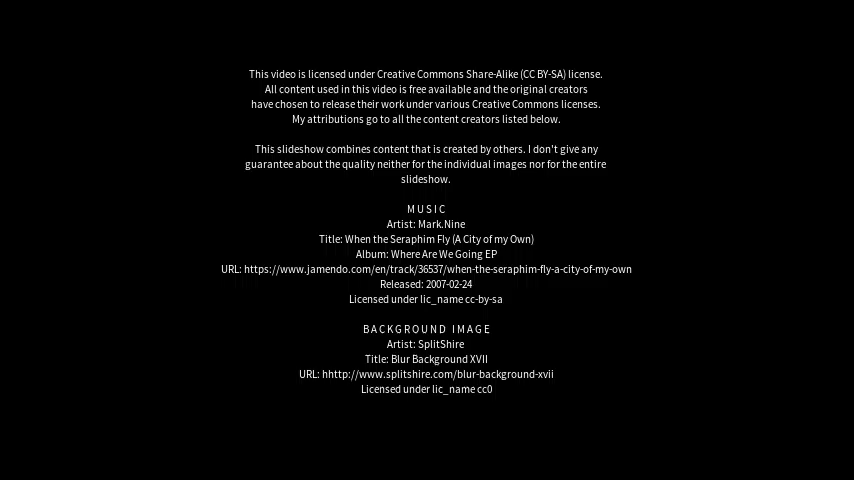 This video is licensed under Creative Commons Share-Alike (CC BY-SA) license.
All content used in this video is free available and the original creators
have chosen to release their work under various Creative Commons licenses.
My attributions go to all the content creators listed below.
This slideshow combines content that is created by others. I don't give any
guarantee about the quality neither for the individual images nor for the entire
slideshow.
MUSIC
Artist: Mark.Nine
Title: When the Seraphim Fly (A City of my Own)
Album: Where Are We Going EP
URL: https://www.jamendo.com/en/track/36537/when-the-seraphim-fly-a-city-of-my-own
Released: 2007-02-24
Licensed under lic_name cc-by-sa
BACKGROUND IMAGE
Artist: SplitShire
Title: Blur Background XVII
URL: hhttp://www.splitshire.com/blur-background-xvii
Licensed under lic_name cc0